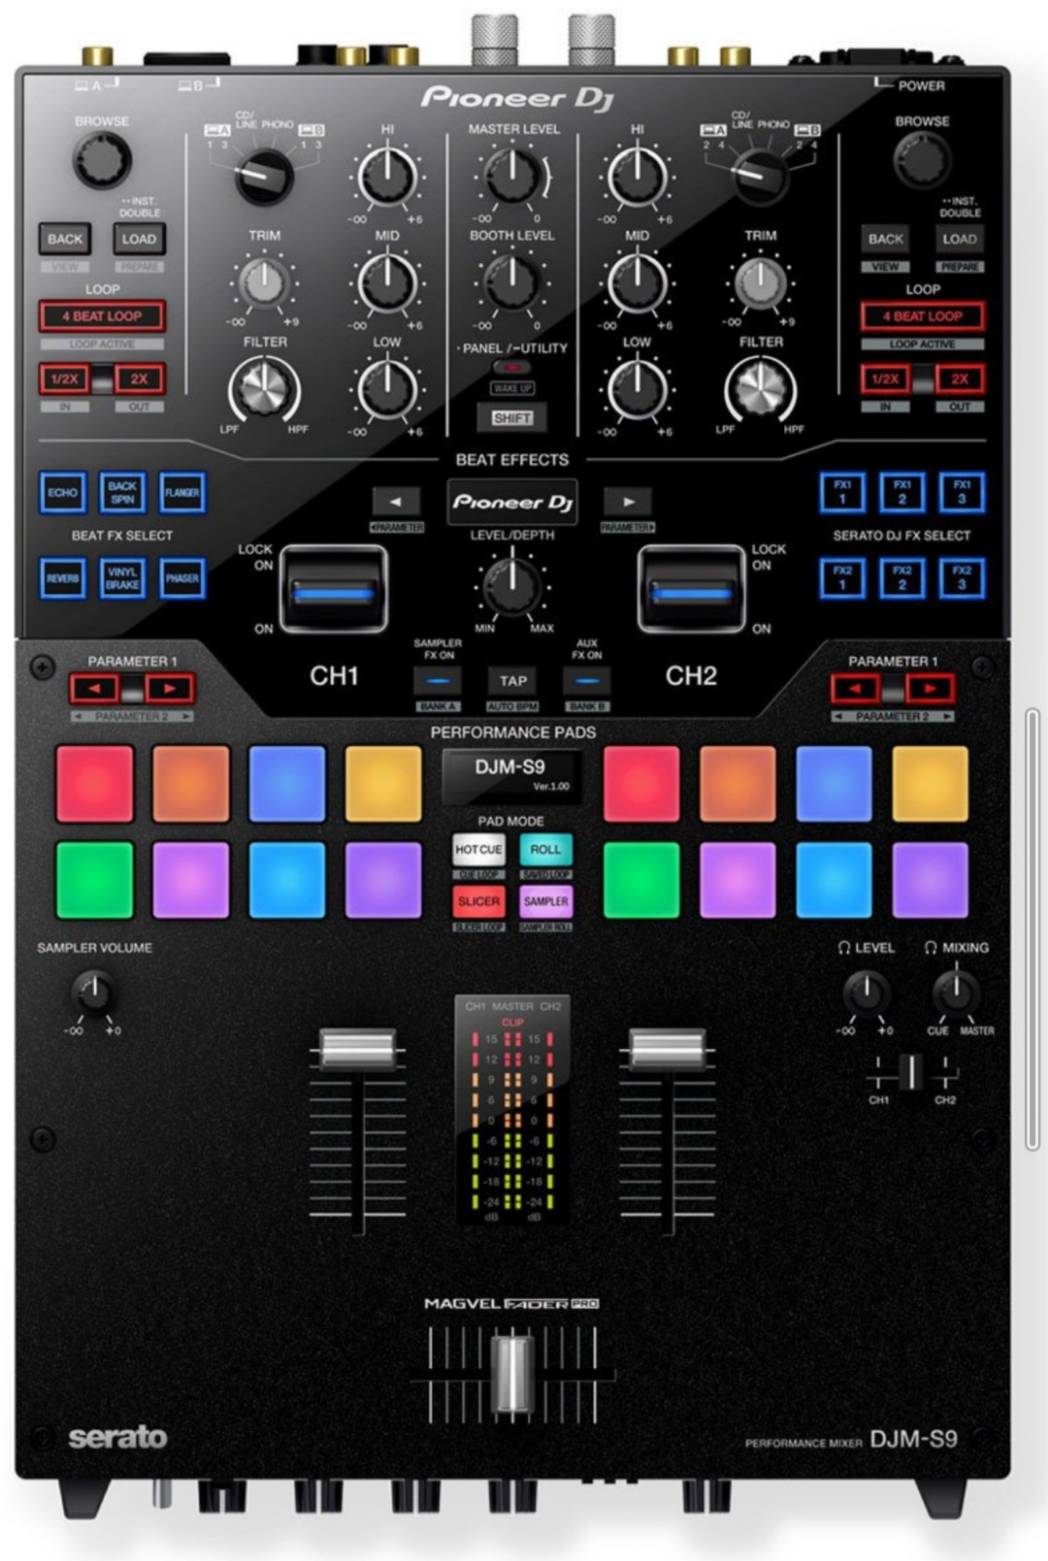 A B
Pioneer Dj
POWER
BROWSE
CD/
LINE PHONO
A B
1 3 1 3
HI
-∞ +6
MASTER LEVEL
-∞ 0
HI
-∞ +6
CD/
LINE PHONO
A B
2 4 2 4
BROWSE
INST.
DOUBLE
BACK LOAD
VIEW PREPARE
TRIM
-∞ +9
MID
-∞ +6
BOOTH LEVEL
-∞ 0
MID
-∞ +6
TRIM
-∞ +9
INST.
DOUBLE
BACK LOAD
VIEW PREPARE
LOOP
4 BEAT LOOP
LOOP ACTIVE
1/2X 2X
IN OUT
FILTER
LPF HPF
LOW
-∞ +6
PANEL / UTILITY
WAKE UP
SHIFT
LOW
-∞ +6
FILTER
LPF HPF
LOOP
4 BEAT LOOP
LOOP ACTIVE
1/2X 2X
IN OUT
BEAT EFFECTS
ECHO BACK SPIN FLANGER
BEAT FX SELECT
REVERB VINYL BRAKE PHASER
◄ Pioneer Dj ►
◄PARAMETER PARAMETER►
FX1 1 FX1 2 FX1 3
SERATO DJ FX SELECT
FX2 1 FX2 2 FX2 3
LOCK
ON
ON
CH1
LEVEL/DEPTH
MIN MAX
LOCK
ON
ON
CH2
SAMPLER
FX ON
BANK A
TAP
AUTO BPM
AUX
FX ON
BANK B
PARAMETER 1
◄ ►
◄ PARAMETER 2 ►
PARAMETER 1
◄ ►
◄ PARAMETER 2 ►
PERFORMANCE PADS
DJM-S9
Ver.1.00
PAD MODE
HOT CUE ROLL
CUE LOOP SAVED LOOP
SLICER SAMPLER
SLICER LOOP SAMPLER ROLL
SAMPLER VOLUME
-∞ +0
LEVEL
-∞ +0
MIXING
CUE MASTER
CH1 CH2
CH1 MASTER CH2
CLIP
15 15
12 12
9 9
6 6
0 0
-6 -6
-12 -12
-18 -18
-24 -24
dB dB
MAGVEL FADER PRO
serato
PERFORMANCE MIXER DJM-S9